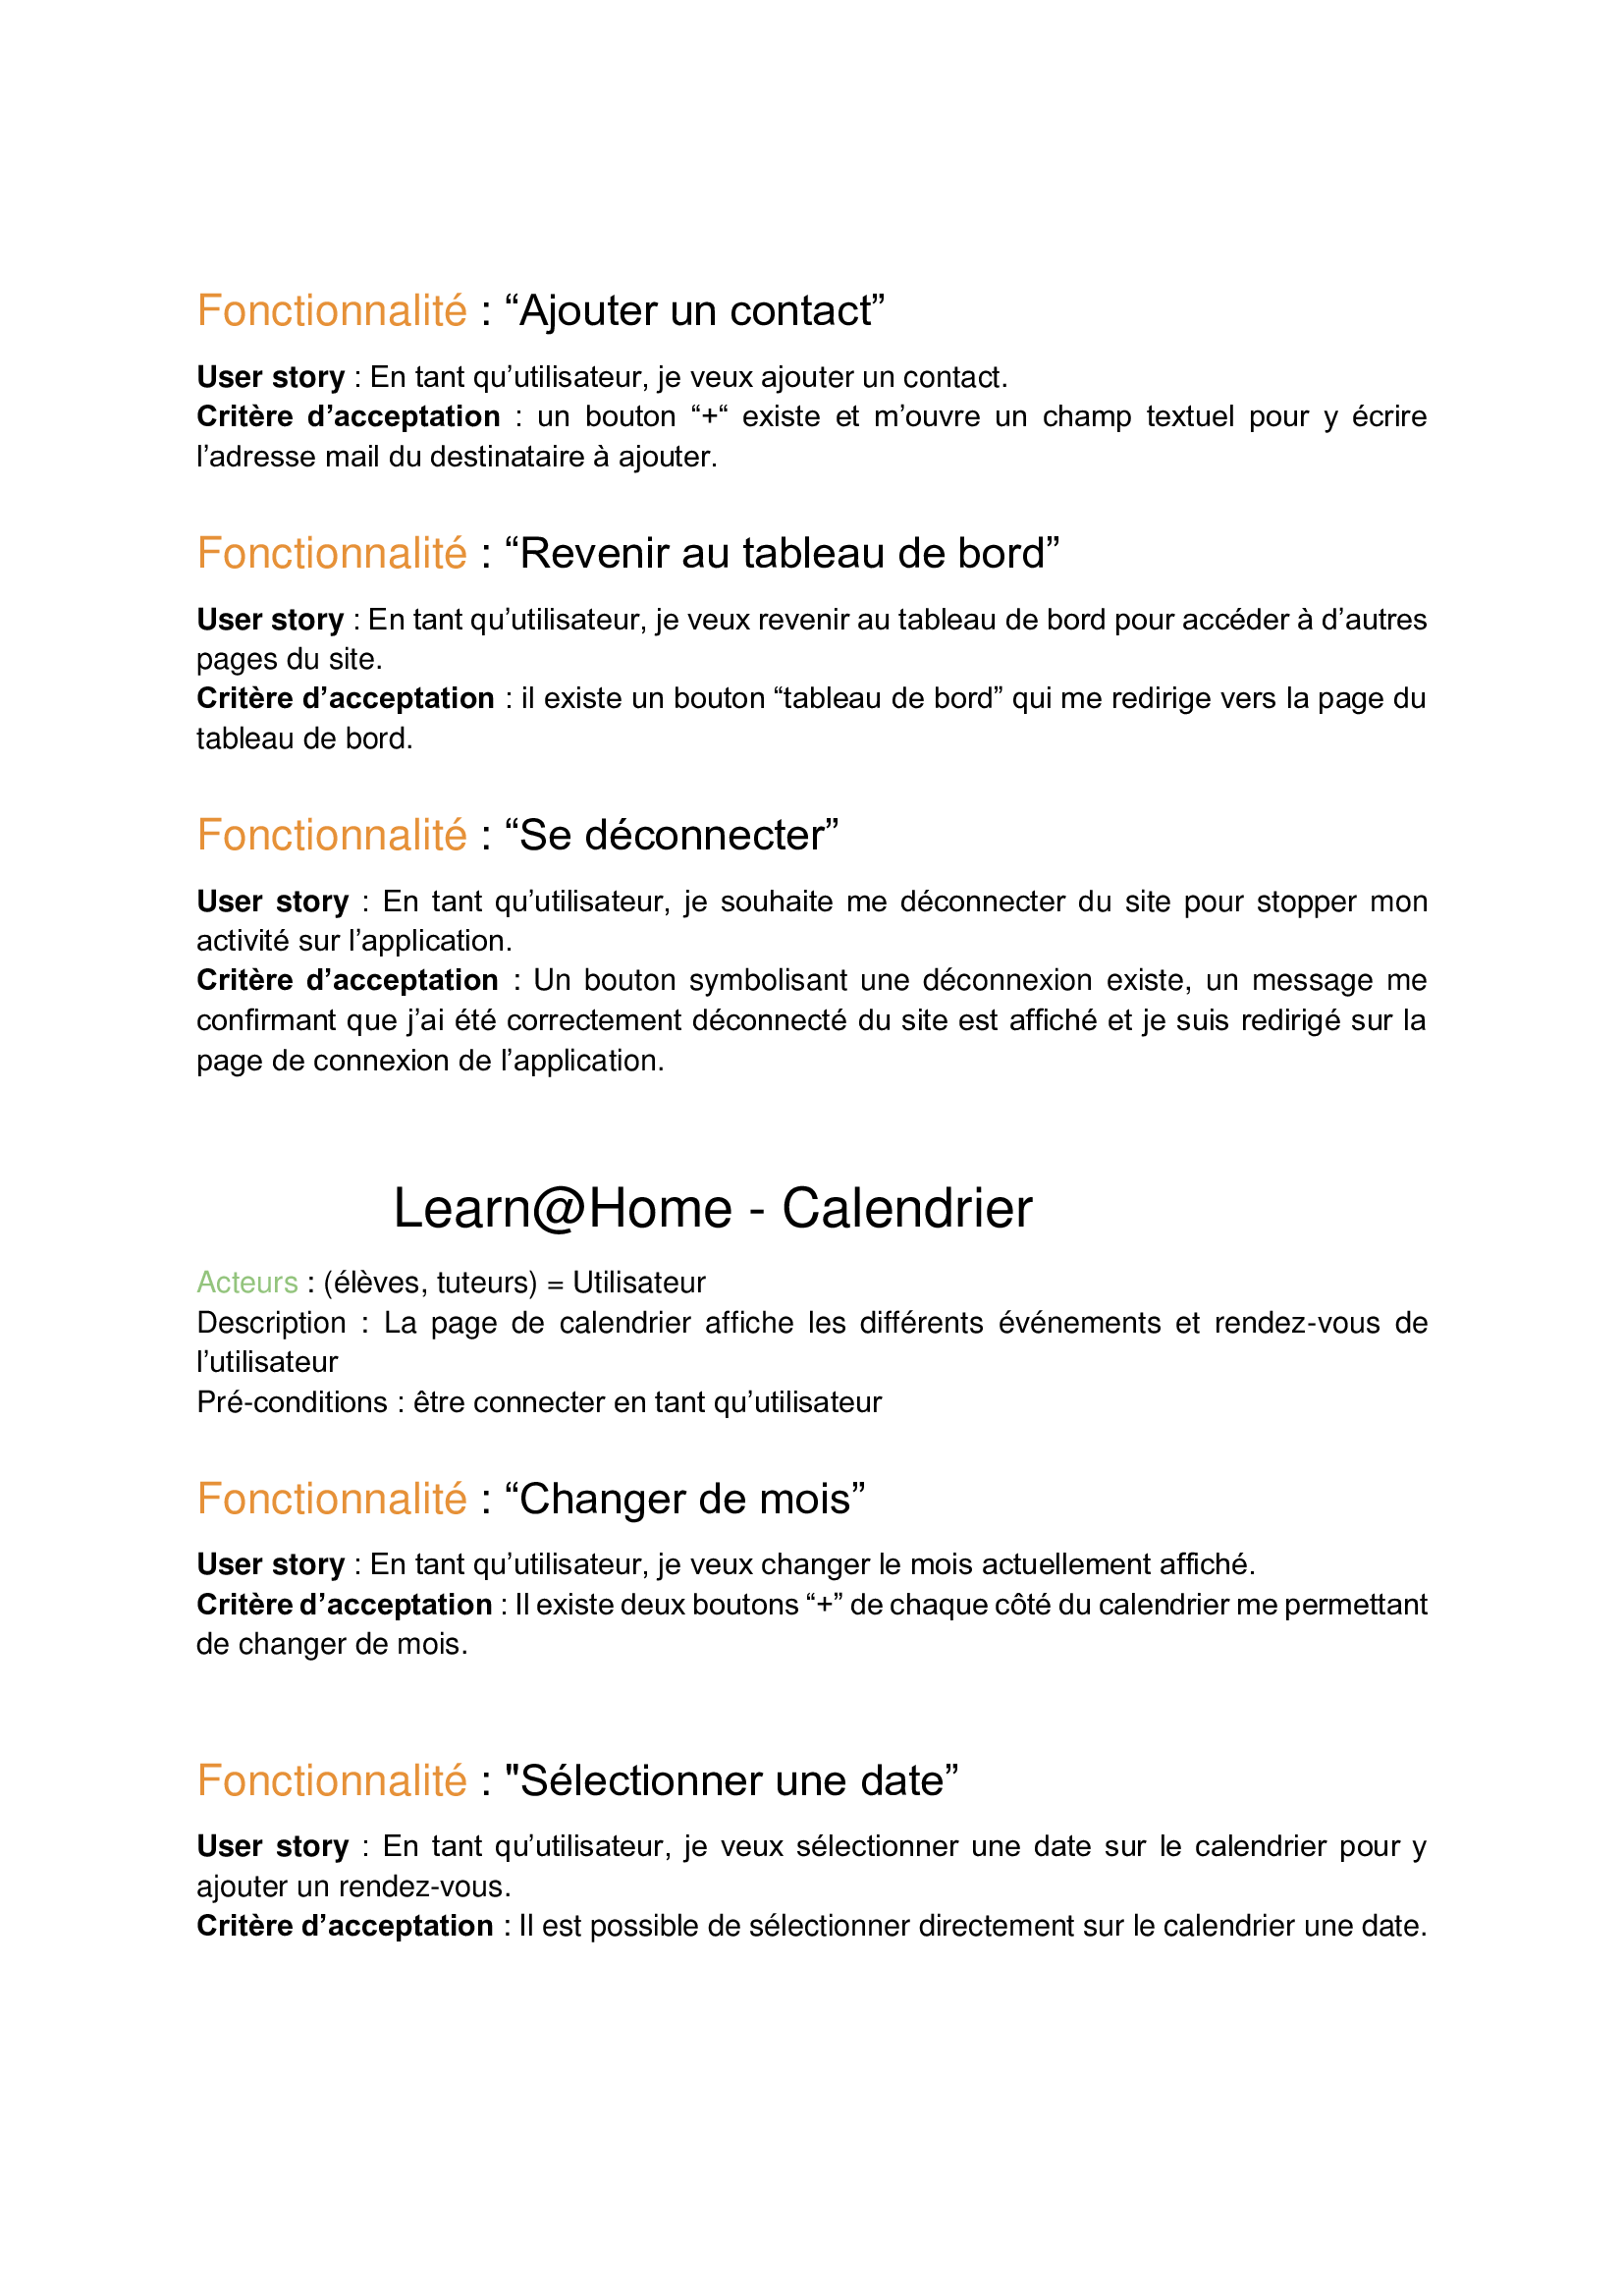 Fonctionnalité : “Ajouter un contact”
User story : En tant qu’utilisateur, je veux ajouter un contact.
Critère d’acceptation : un bouton “+“ existe et m’ouvre un champ textuel pour y écrire
l’adresse mail du destinataire à ajouter.
Fonctionnalité : “Revenir au tableau de bord”
User story : En tant qu’utilisateur, je veux revenir au tableau de bord pour accéder à d’autres
pages du site.
Critère d’acceptation : il existe un bouton “tableau de bord” qui me redirige vers la page du
tableau de bord.
Fonctionnalité : “Se déconnecter”
User story : En tant qu’utilisateur, je souhaite me déconnecter du site pour stopper mon
activité sur l’application.
Critère d’acceptation : Un bouton symbolisant une déconnexion existe, un message me
confirmant que j’ai été correctement déconnecté du site est affiché et je suis redirigé sur la
page de connexion de l’application.
Learn@Home - Calendrier
Acteurs : (élèves, tuteurs) = Utilisateur
Description : La page de calendrier affiche les différents événements et rendez-vous de
l’utilisateur
Pré-conditions : être connecter en tant qu’utilisateur
Fonctionnalité : “Changer de mois”
User story : En tant qu’utilisateur, je veux changer le mois actuellement affiché.
Critère d’acceptation : Il existe deux boutons “+” de chaque côté du calendrier me permettant
de changer de mois.
Fonctionnalité : "Sélectionner une date”
User story : En tant qu’utilisateur, je veux sélectionner une date sur le calendrier pour y
ajouter un rendez-vous.
Critère d’acceptation : Il est possible de sélectionner directement sur le calendrier une date.